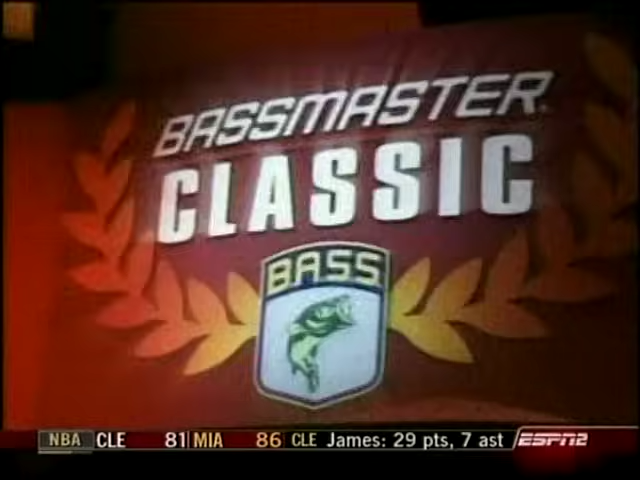 BASSMASTER
CLASSIC
BASS
NBA CLE 81 MIA 86 CLE James: 29 pts, 7 ast ESPN2